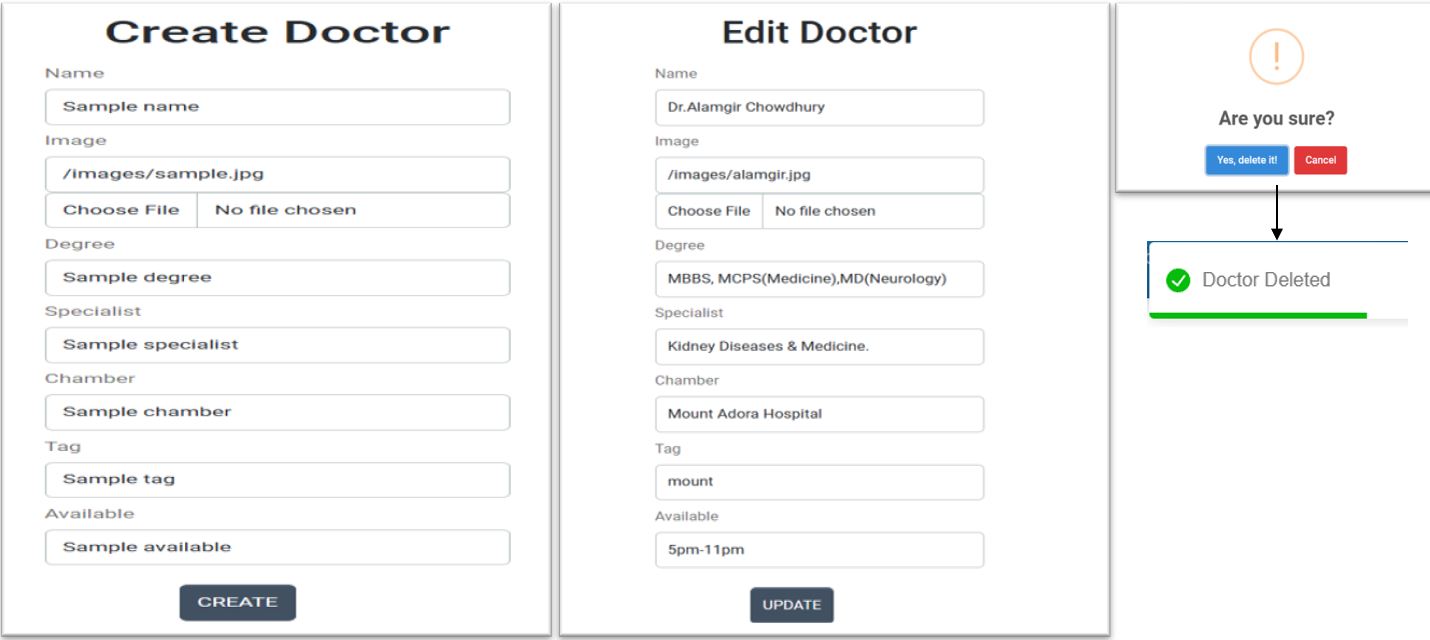 Create Doctor
Name
Sample name
Image
/images/sample.jpg
Choose File No file chosen
Degree
Sample degree
Specialist
Sample specialist
Chamber
Sample chamber
Tag
Sample tag
Available
Sample available
CREATE
Edit Doctor
Name
Dr.Alamgir Chowdhury
Image
/images/alamgir.jpg
Choose File No file chosen
Degree
MBBS, MCPS(Medicine),MD(Neurology)
Specialist
Kidney Diseases & Medicine.
Chamber
Mount Adora Hospital
Tag
mount
Available
5pm-11pm
UPDATE
!
Are you sure?
Yes, delete it! Cancel
Doctor Deleted